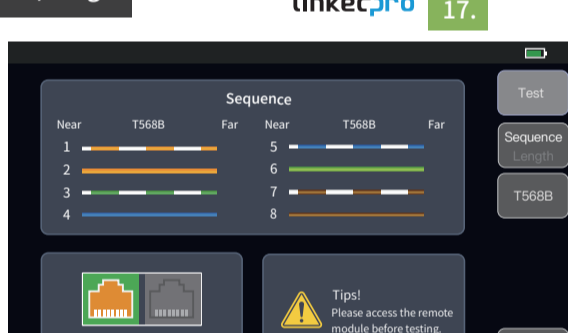 linkecpro
17.
Test
Sequence
Near T568B Far Near T568B Far
1 5
2 6
3 7
4 8
Sequence
Length
T568B
Tips!
Please access the remote
module before testing.